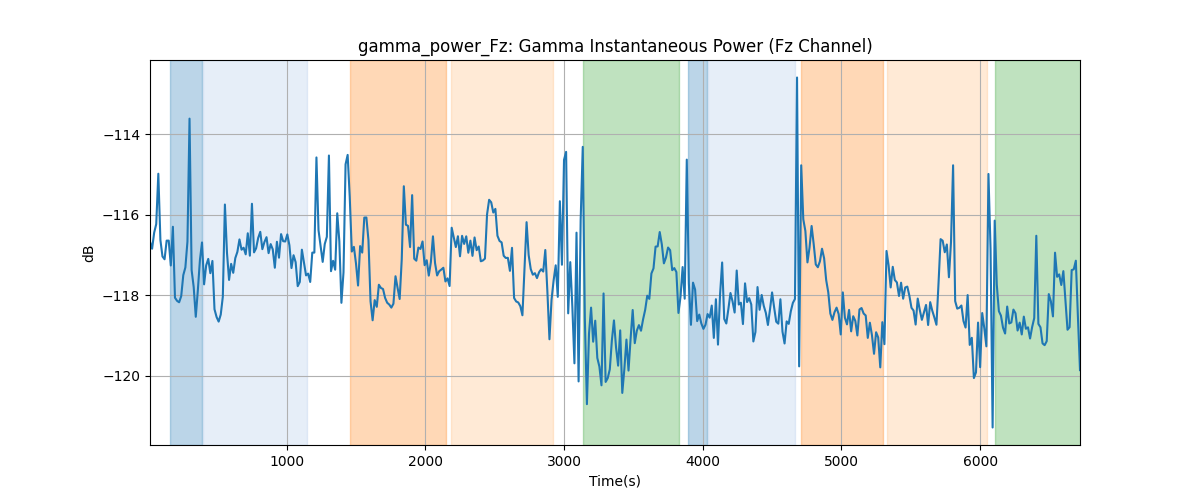 gamma_power_Fz: Gamma Instantaneous Power (Fz Channel)
dB
−114
−116
−118
−120
1000 2000 3000 4000 5000 6000
Time(s)